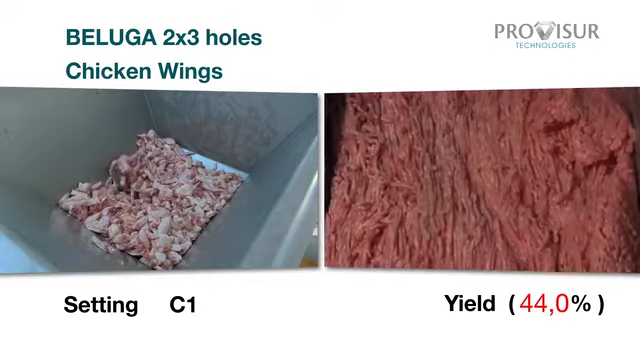 BELUGA 2x3 holes
Chicken Wings
PROVISUR
TECHNOLOGIES
Setting C1
Yield (44,0%)